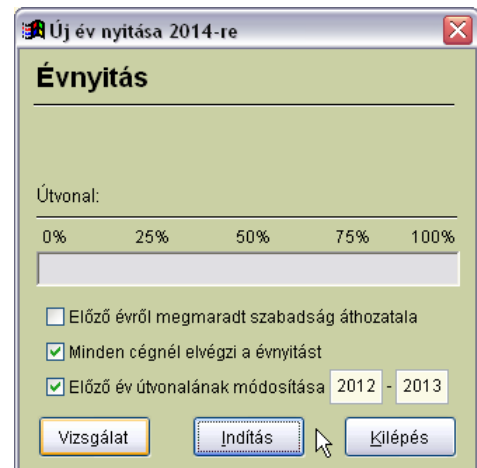 Új év nyitása 2014-re
Évnyitás
Útvonal:
0% 25% 50% 75% 100%
Előző évről megmaradt szabadság áthozatala
Minden cégnél elvégzi a évnyitást
Előző év útvonalának módosítása 2012 - 2013
Vizsgálat Indítás Kilépés